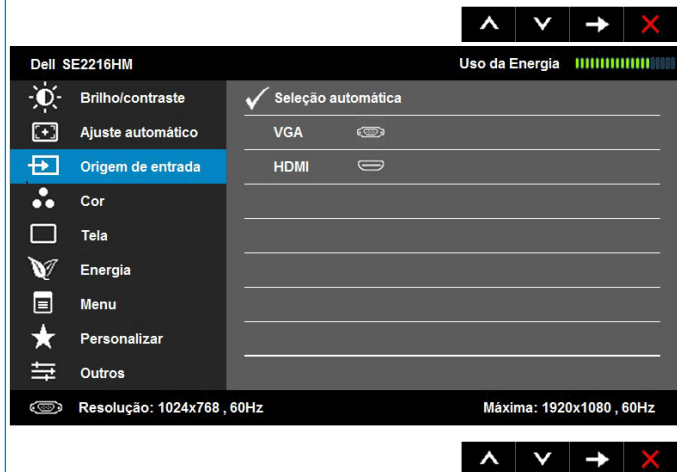 Dell SE2216HM
Uso da Energia
Brilho/contraste
Seleção automática
Ajuste automático
VGA
Origem de entrada
HDMI
Cor
Tela
Energia
Menu
Personalizar
Outros
Resolução: 1024x768 , 60Hz
Máxima: 1920x1080 , 60Hz